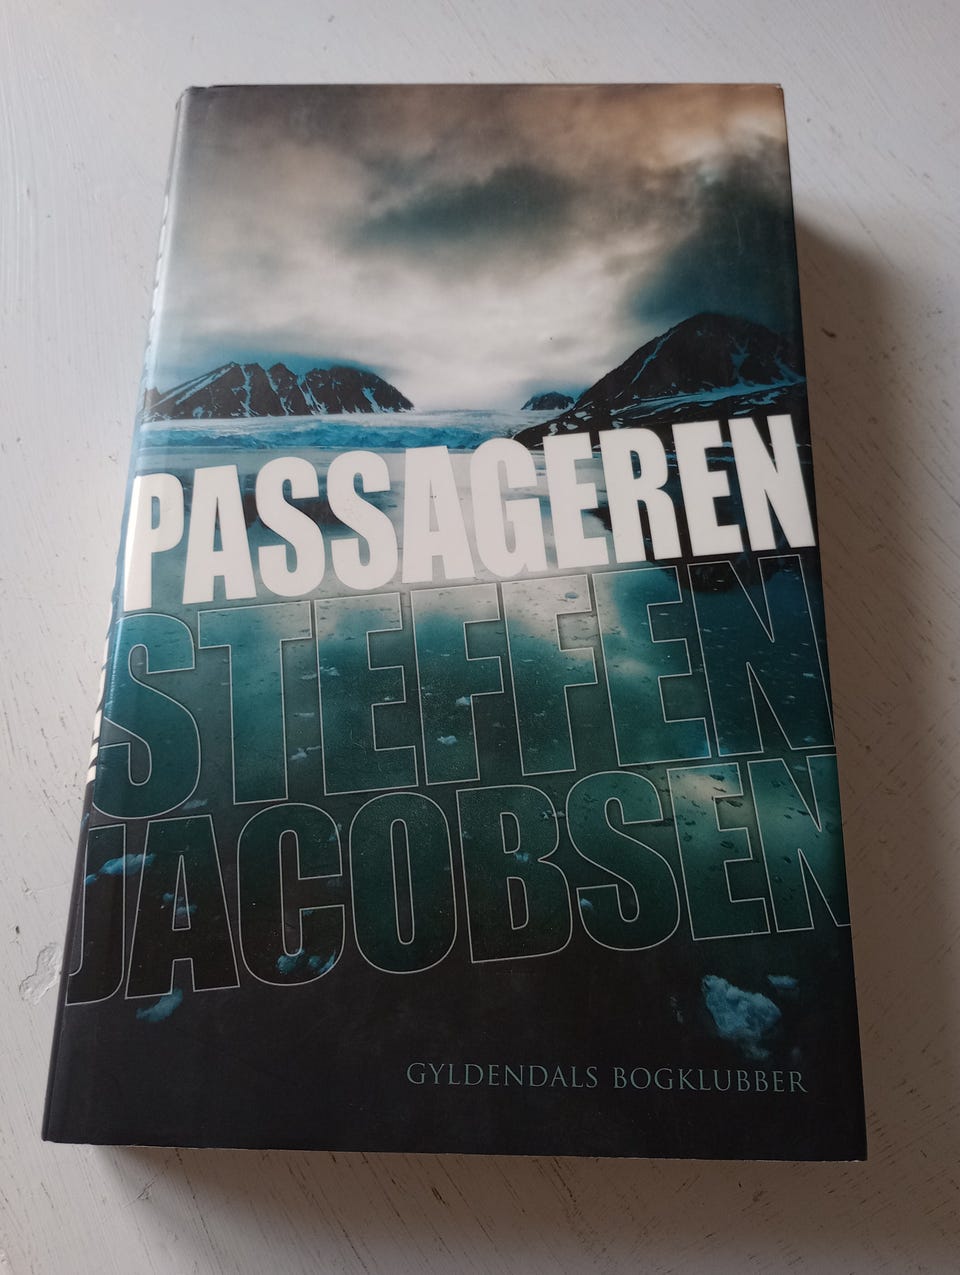 PASSAGEREN
STEFFEN
JACOBSEN
GYLDENDALS BOGKLUBBER